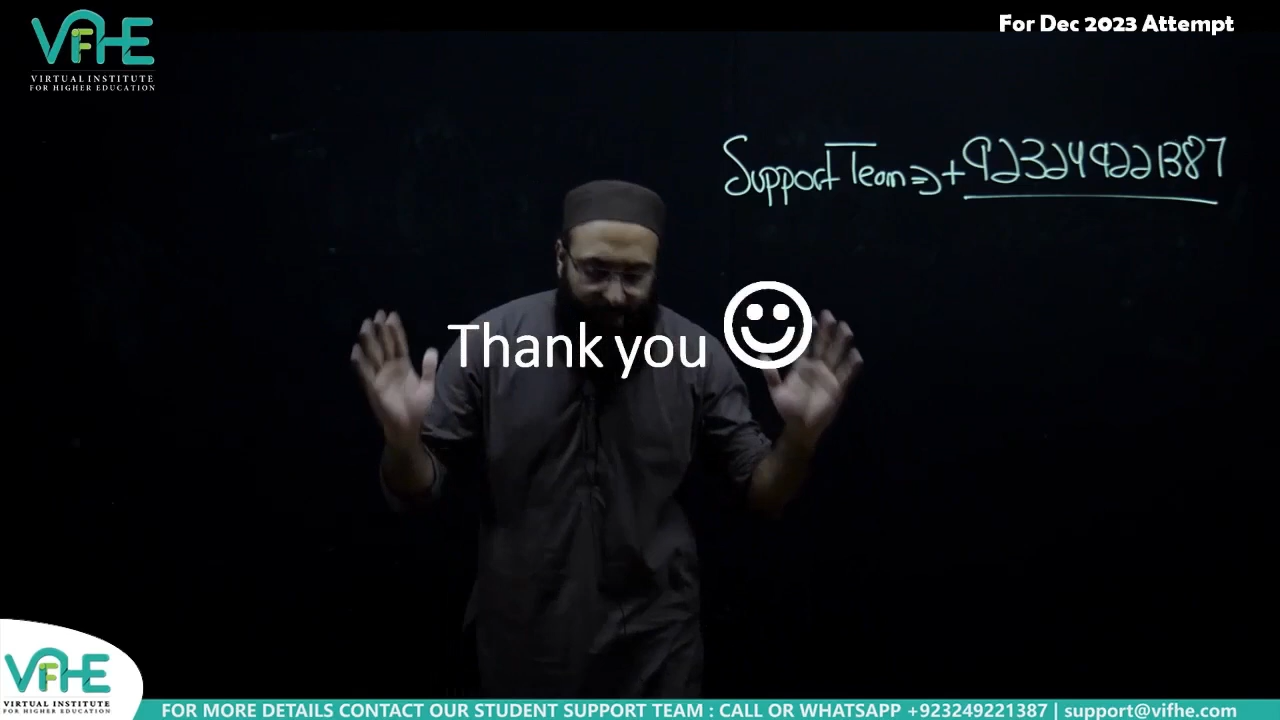 VIFHE
VIRTUAL INSTITUTE
FOR HIGHER EDUCATION
For Dec 2023 Attempt
Support Team => +923249221387
Thank you
VIFHE
VIRTUAL INSTITUTE
FOR HIGHER EDUCATION
FOR MORE DETAILS CONTACT OUR STUDENT SUPPORT TEAM : CALL OR WHATSAPP +923249221387 | support@vifhe.com